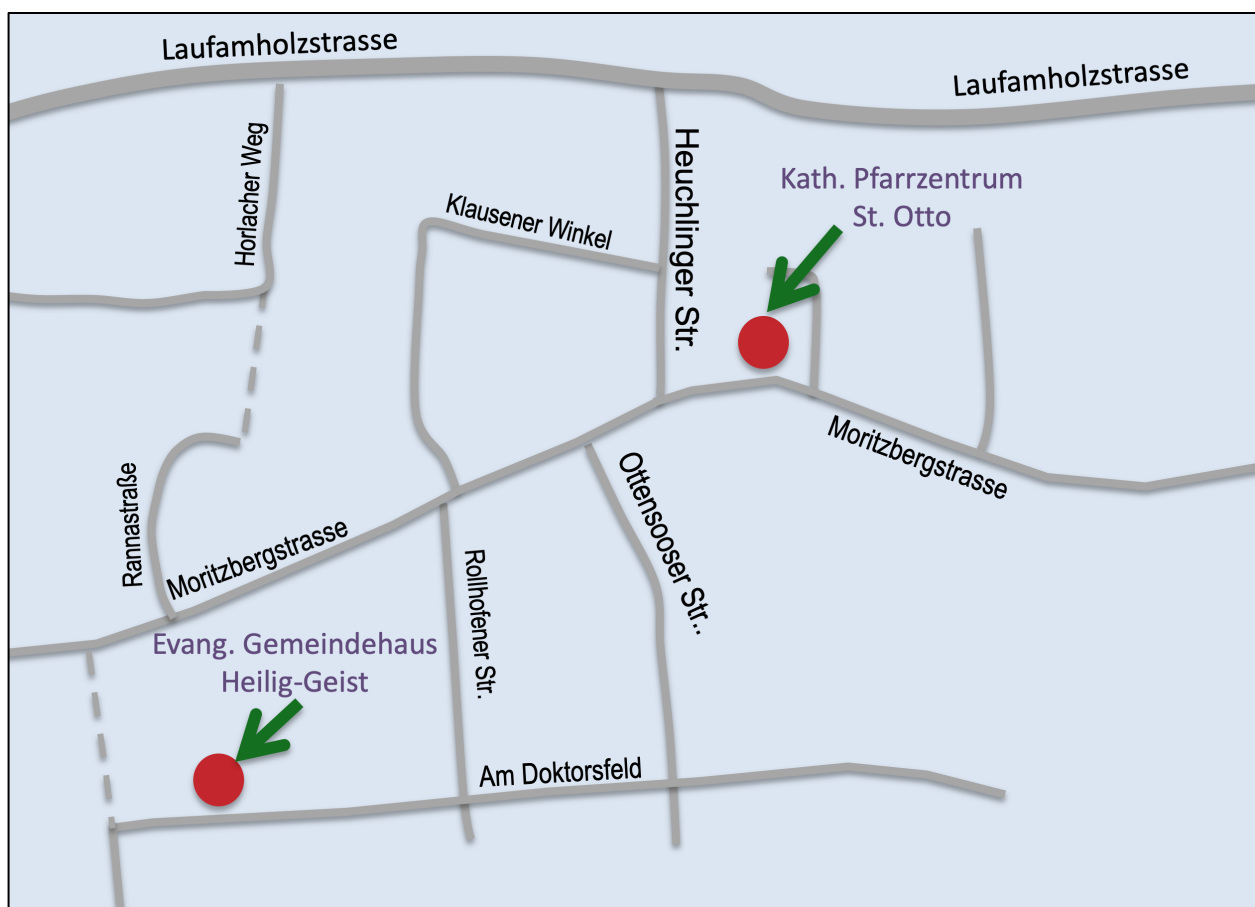 Laufamholzstrasse
Laufamholzstrasse
Horlacher Weg
Heuchlinger Str.
Kath. Pfarrzentrum
St. Otto
Klausener Winkel
Moritzbergstrasse
Ottensooser Str..
Rannastraße
Moritzbergstrasse
Rollhofener Str.
Evang. Gemeindehaus
Heilig-Geist
Am Doktorsfeld